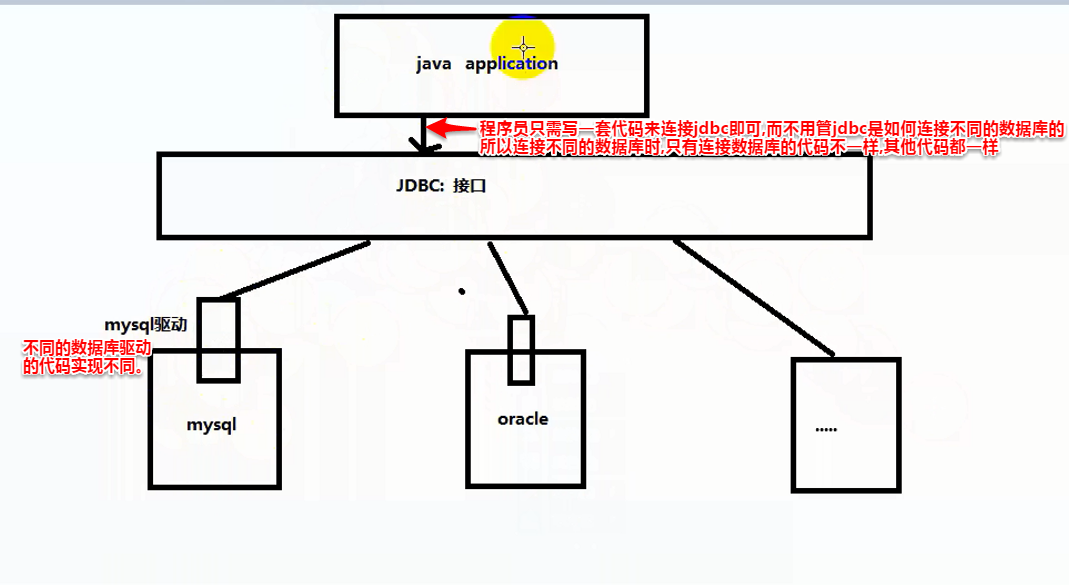 java application
程序员只需写一套代码来连接jdbc即可,而不用管jdbc是如何连接不同的数据库的
所以连接不同的数据库时,只有连接数据库的代码不一样,其他代码都一样
JDBC: 接口
mysql驱动
不同的数据库驱动
的代码实现不同。
mysql
oracle
.....